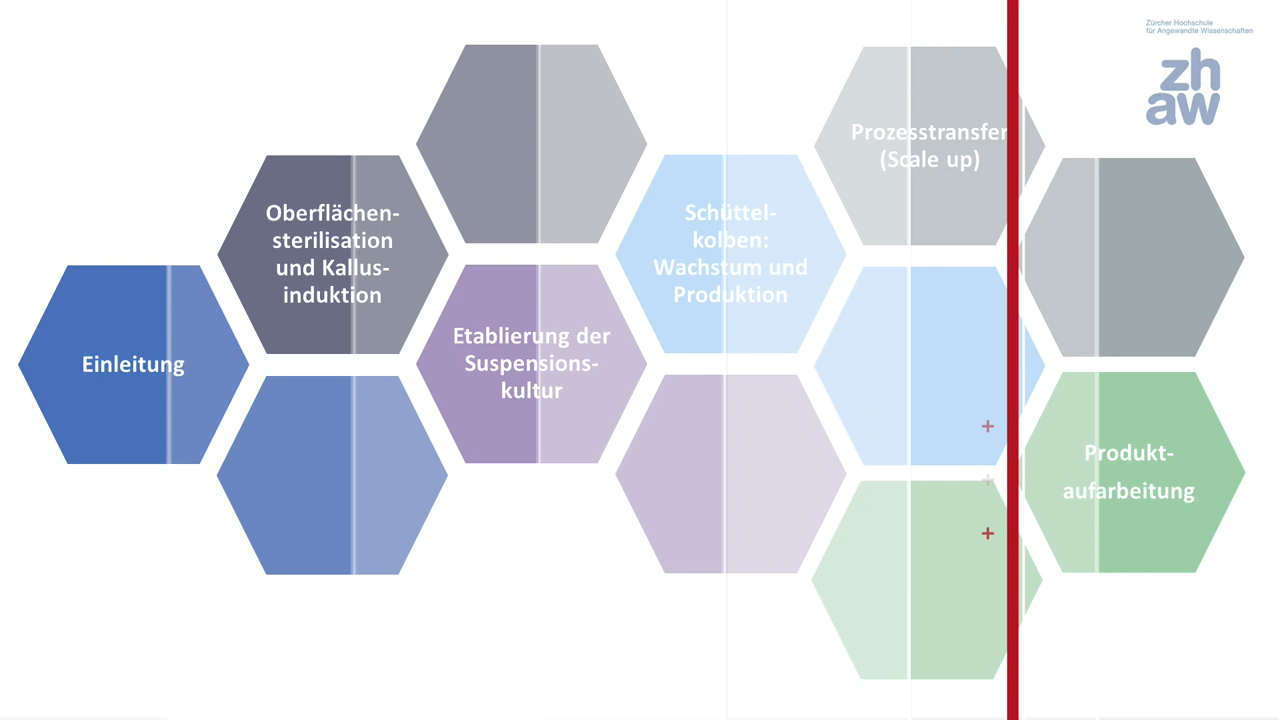 Zürcher Hochschule
für Angewandte Wissenschaften
zh
aw
Prozesstransfer
(Scale up)
Oberflächen-
sterilisation
und Kallus-
induktion
Schüttel-
kolben:
Wachstum und
Produktion
Einleitung
Etablierung der
Suspensions-
kultur
Produkt-
aufarbeitung
+
+
+